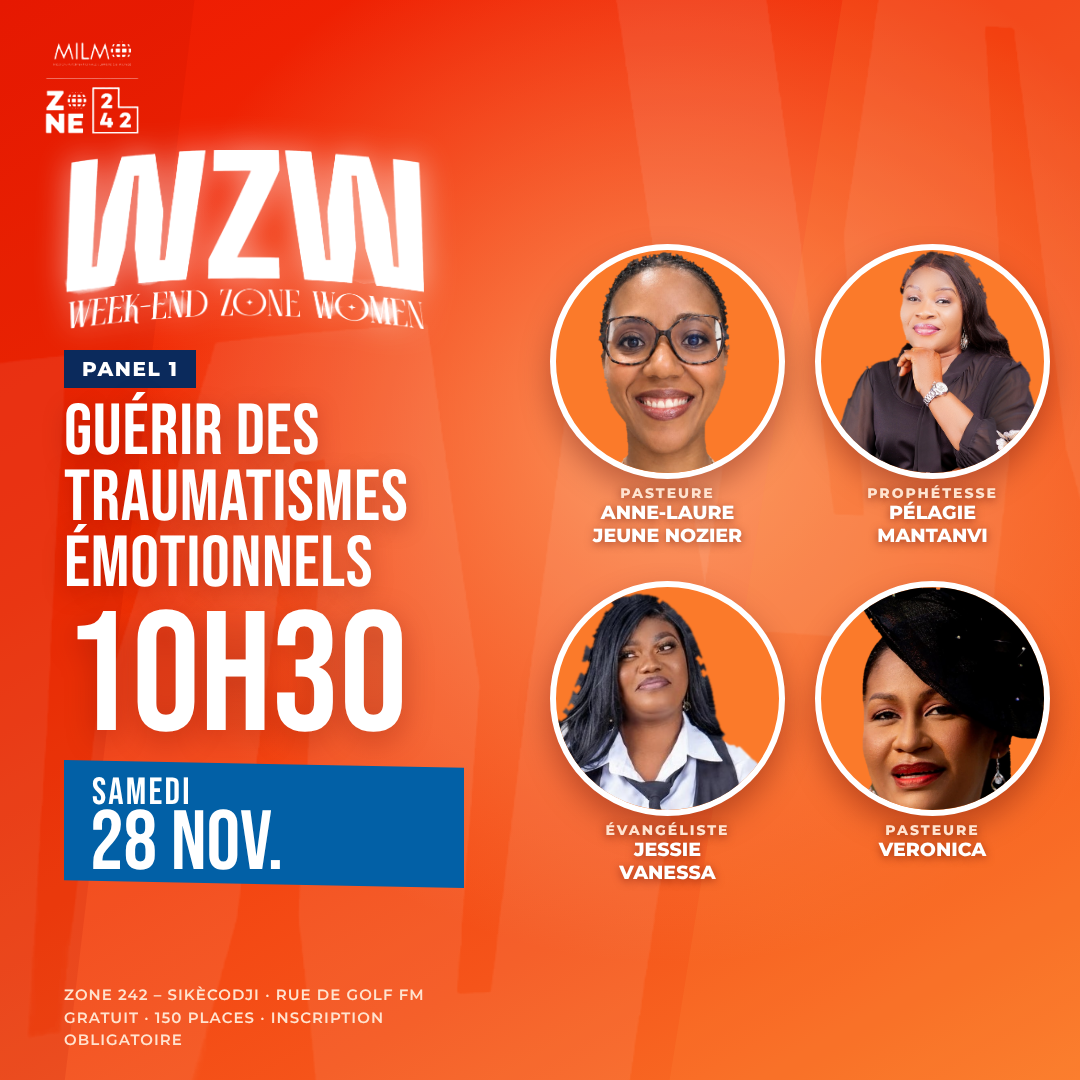 MILMO
ZONE 242
WZW
WEEK-END ZONE WOMEN
PANEL 1
GUÉRIR DES
TRAUMATISMES
ÉMOTIONNELS
10H30
SAMEDI
28 NOV.
PASTEURE
ANNE-LAURE
JEUNE NOZIER
PROPHÉTESSE
PÉLAGIE
MANTANVI
ÉVANGÉLISTE
JESSIE
VANESSA
PASTEURE
VERONICA
ZONE 242 – SIKÈCODJI · RUE DE GOLF FM
GRATUIT · 150 PLACES · INSCRIPTION
OBLIGATOIRE